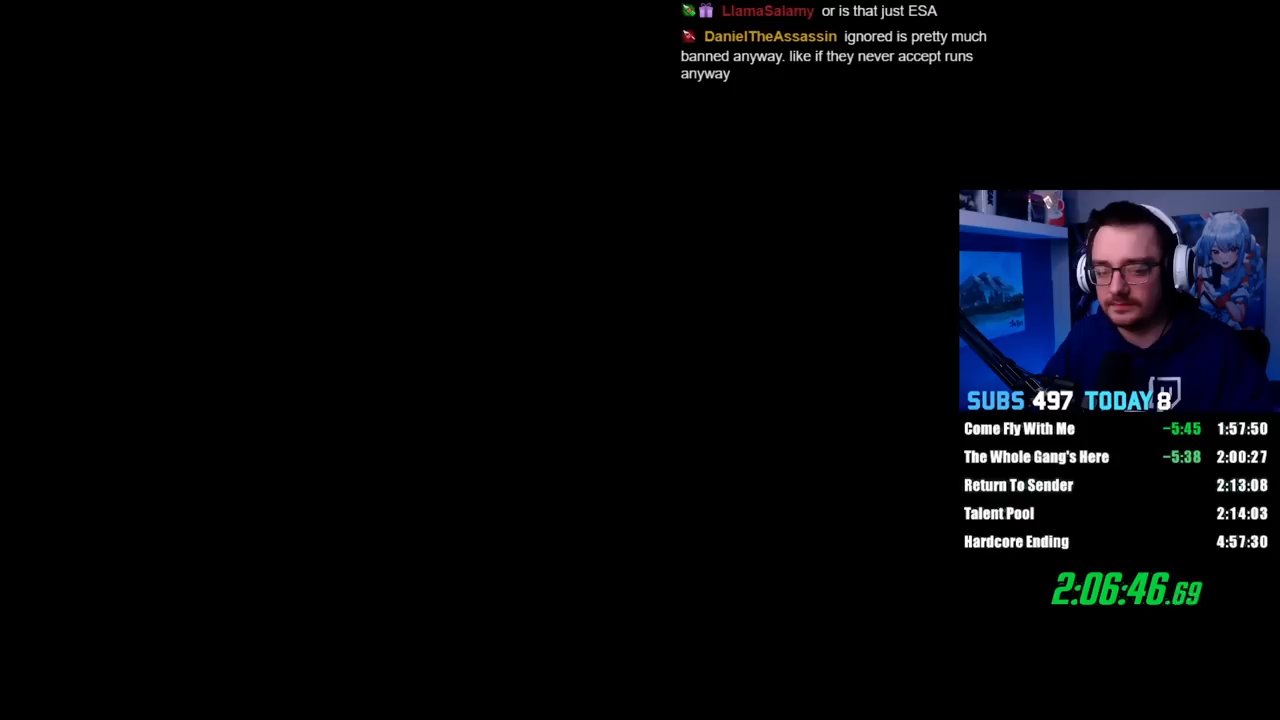 LlamaSalamy or is that just ESA
DanielTheAssassin ignored is pretty much
banned anyway. like if they never accept runs
anyway
SUBS 497 TODAY 8
Come Fly With Me -5:45 1:57:50
The Whole Gang's Here -5:38 2:00:27
Return To Sender 2:13:08
Talent Pool 2:14:03
Hardcore Ending 4:57:30
2:06:46.69